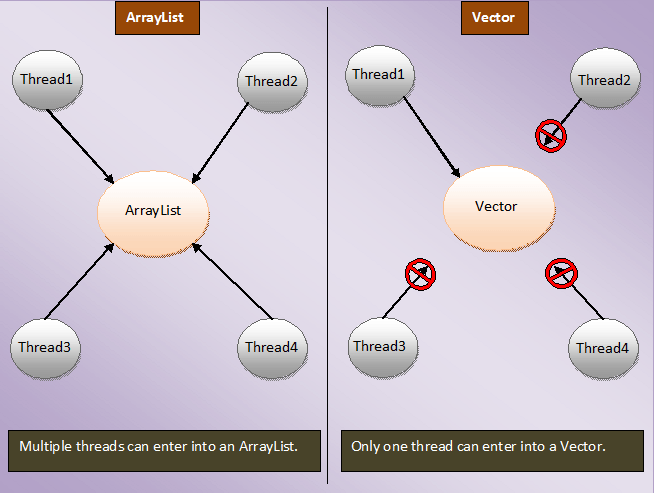 ArrayList
Thread1
Thread2
ArrayList
Thread3
Thread4
Multiple threads can enter into an ArrayList.
Vector
Thread1
Thread2
Vector
Thread3
Thread4
Only one thread can enter into a Vector.